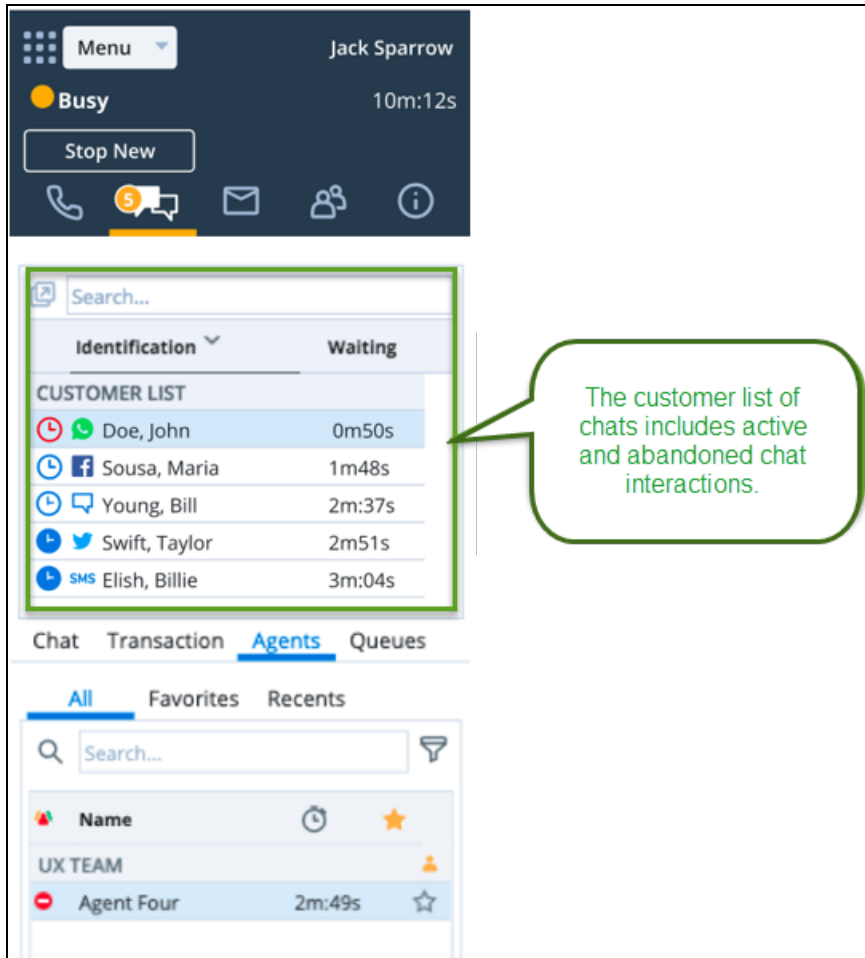 Menu Jack Sparrow
Busy 10m:12s
Stop New
5
Search...
Identification Waiting
CUSTOMER LIST
Doe, John 0m50s
Sousa, Maria 1m48s
Young, Bill 2m:37s
Swift, Taylor 2m51s
SMS Elish, Billie 3m:04s
The customer list of
chats includes active
and abandoned chat
interactions.
Chat Transaction Agents Queues
All Favorites Recents
Search...
Name
UX TEAM
Agent Four 2m:49s